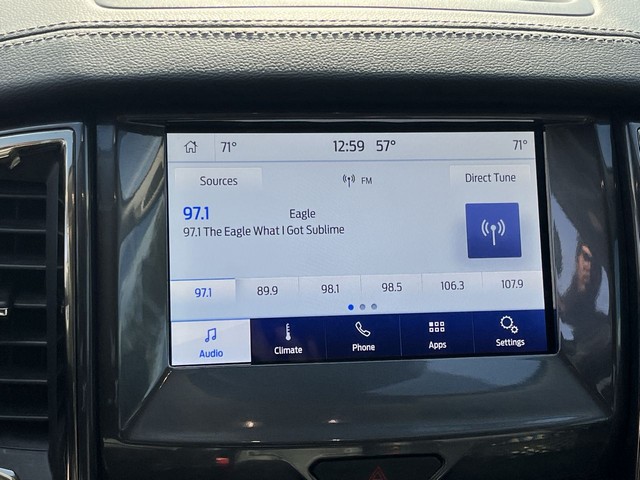 71° 12:59 57° 71°
Sources FM Direct Tune
97.1 Eagle
97.1 The Eagle What I Got Sublime
97.1 89.9 98.1 98.5 106.3 107.9
Audio Climate Phone Apps Settings